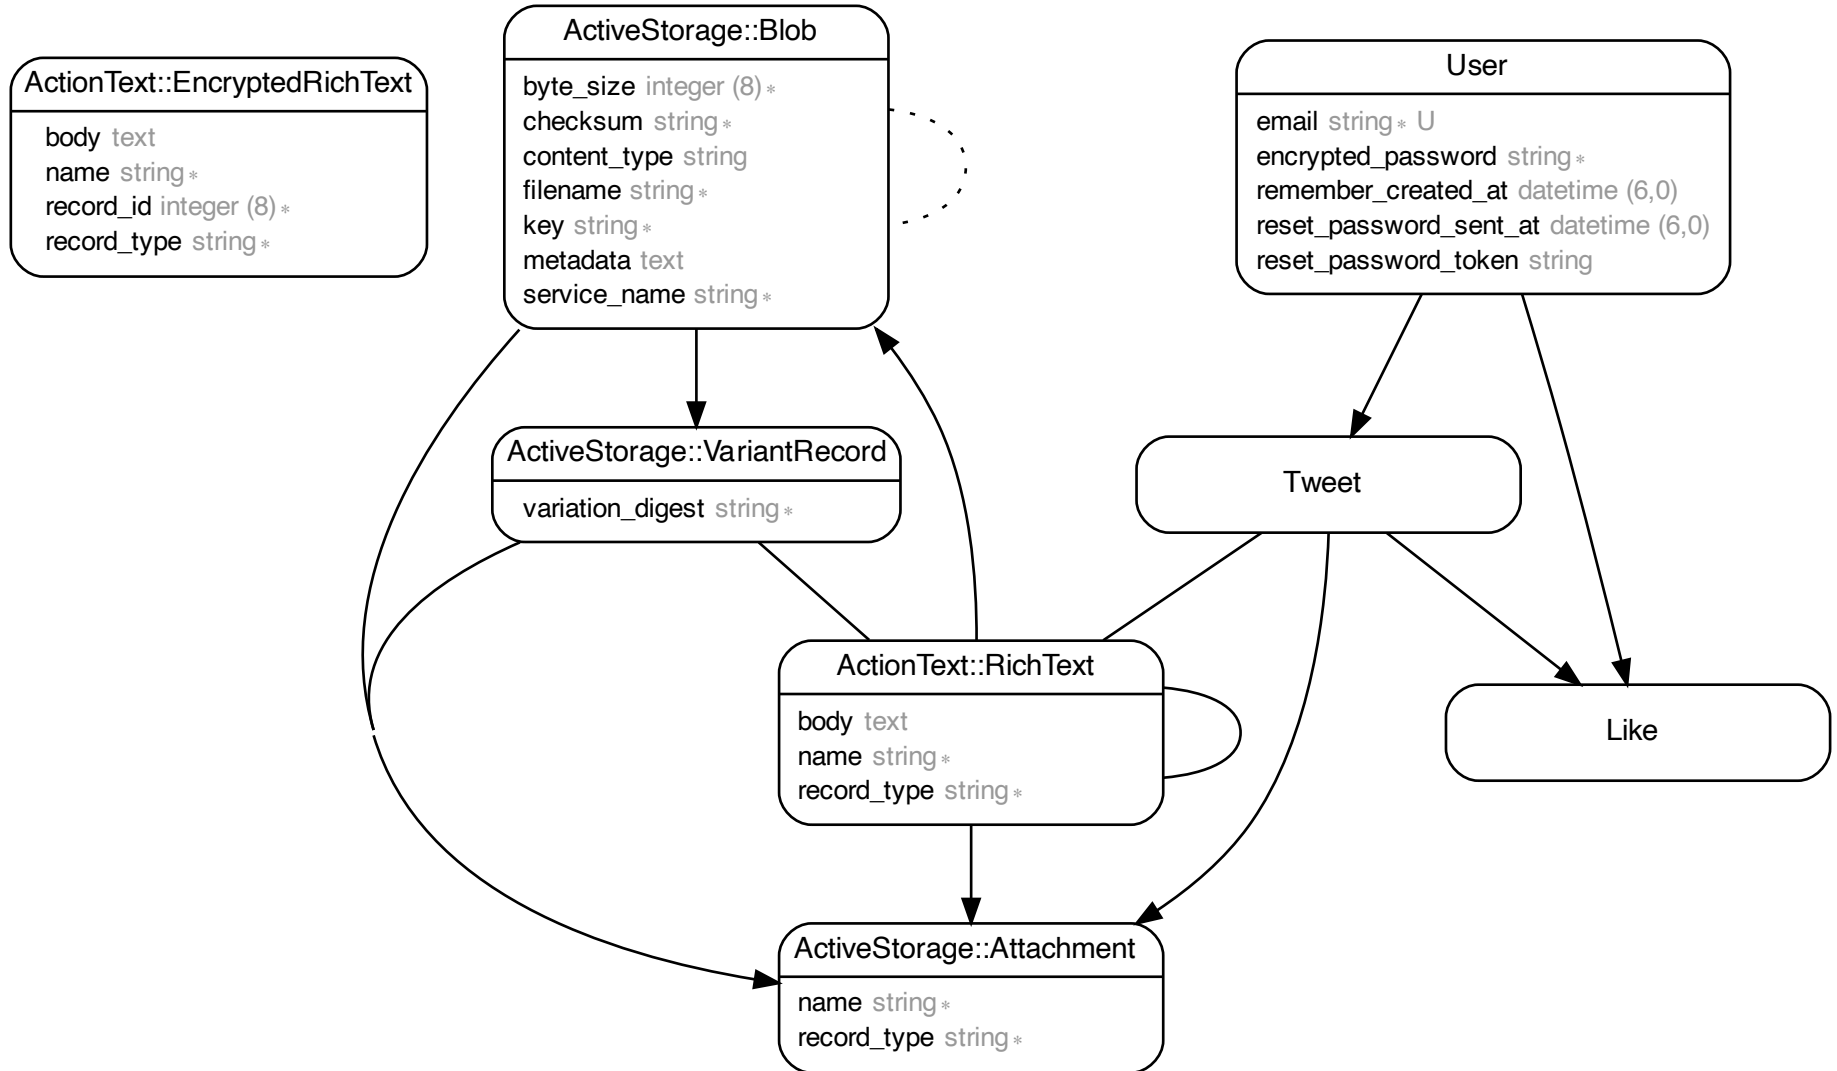 ActionText::EncryptedRichText
body text
name string *
record_id integer (8) *
record_type string *
ActiveStorage::Blob
byte_size integer (8) *
checksum string *
content_type string
filename string *
key string *
metadata text
service_name string *
User
email string * U
encrypted_password string *
remember_created_at datetime (6,0)
reset_password_sent_at datetime (6,0)
reset_password_token string
ActiveStorage::VariantRecord
variation_digest string *
Tweet
ActionText::RichText
body text
name string *
record_type string *
Like
ActiveStorage::Attachment
name string *
record_type string *